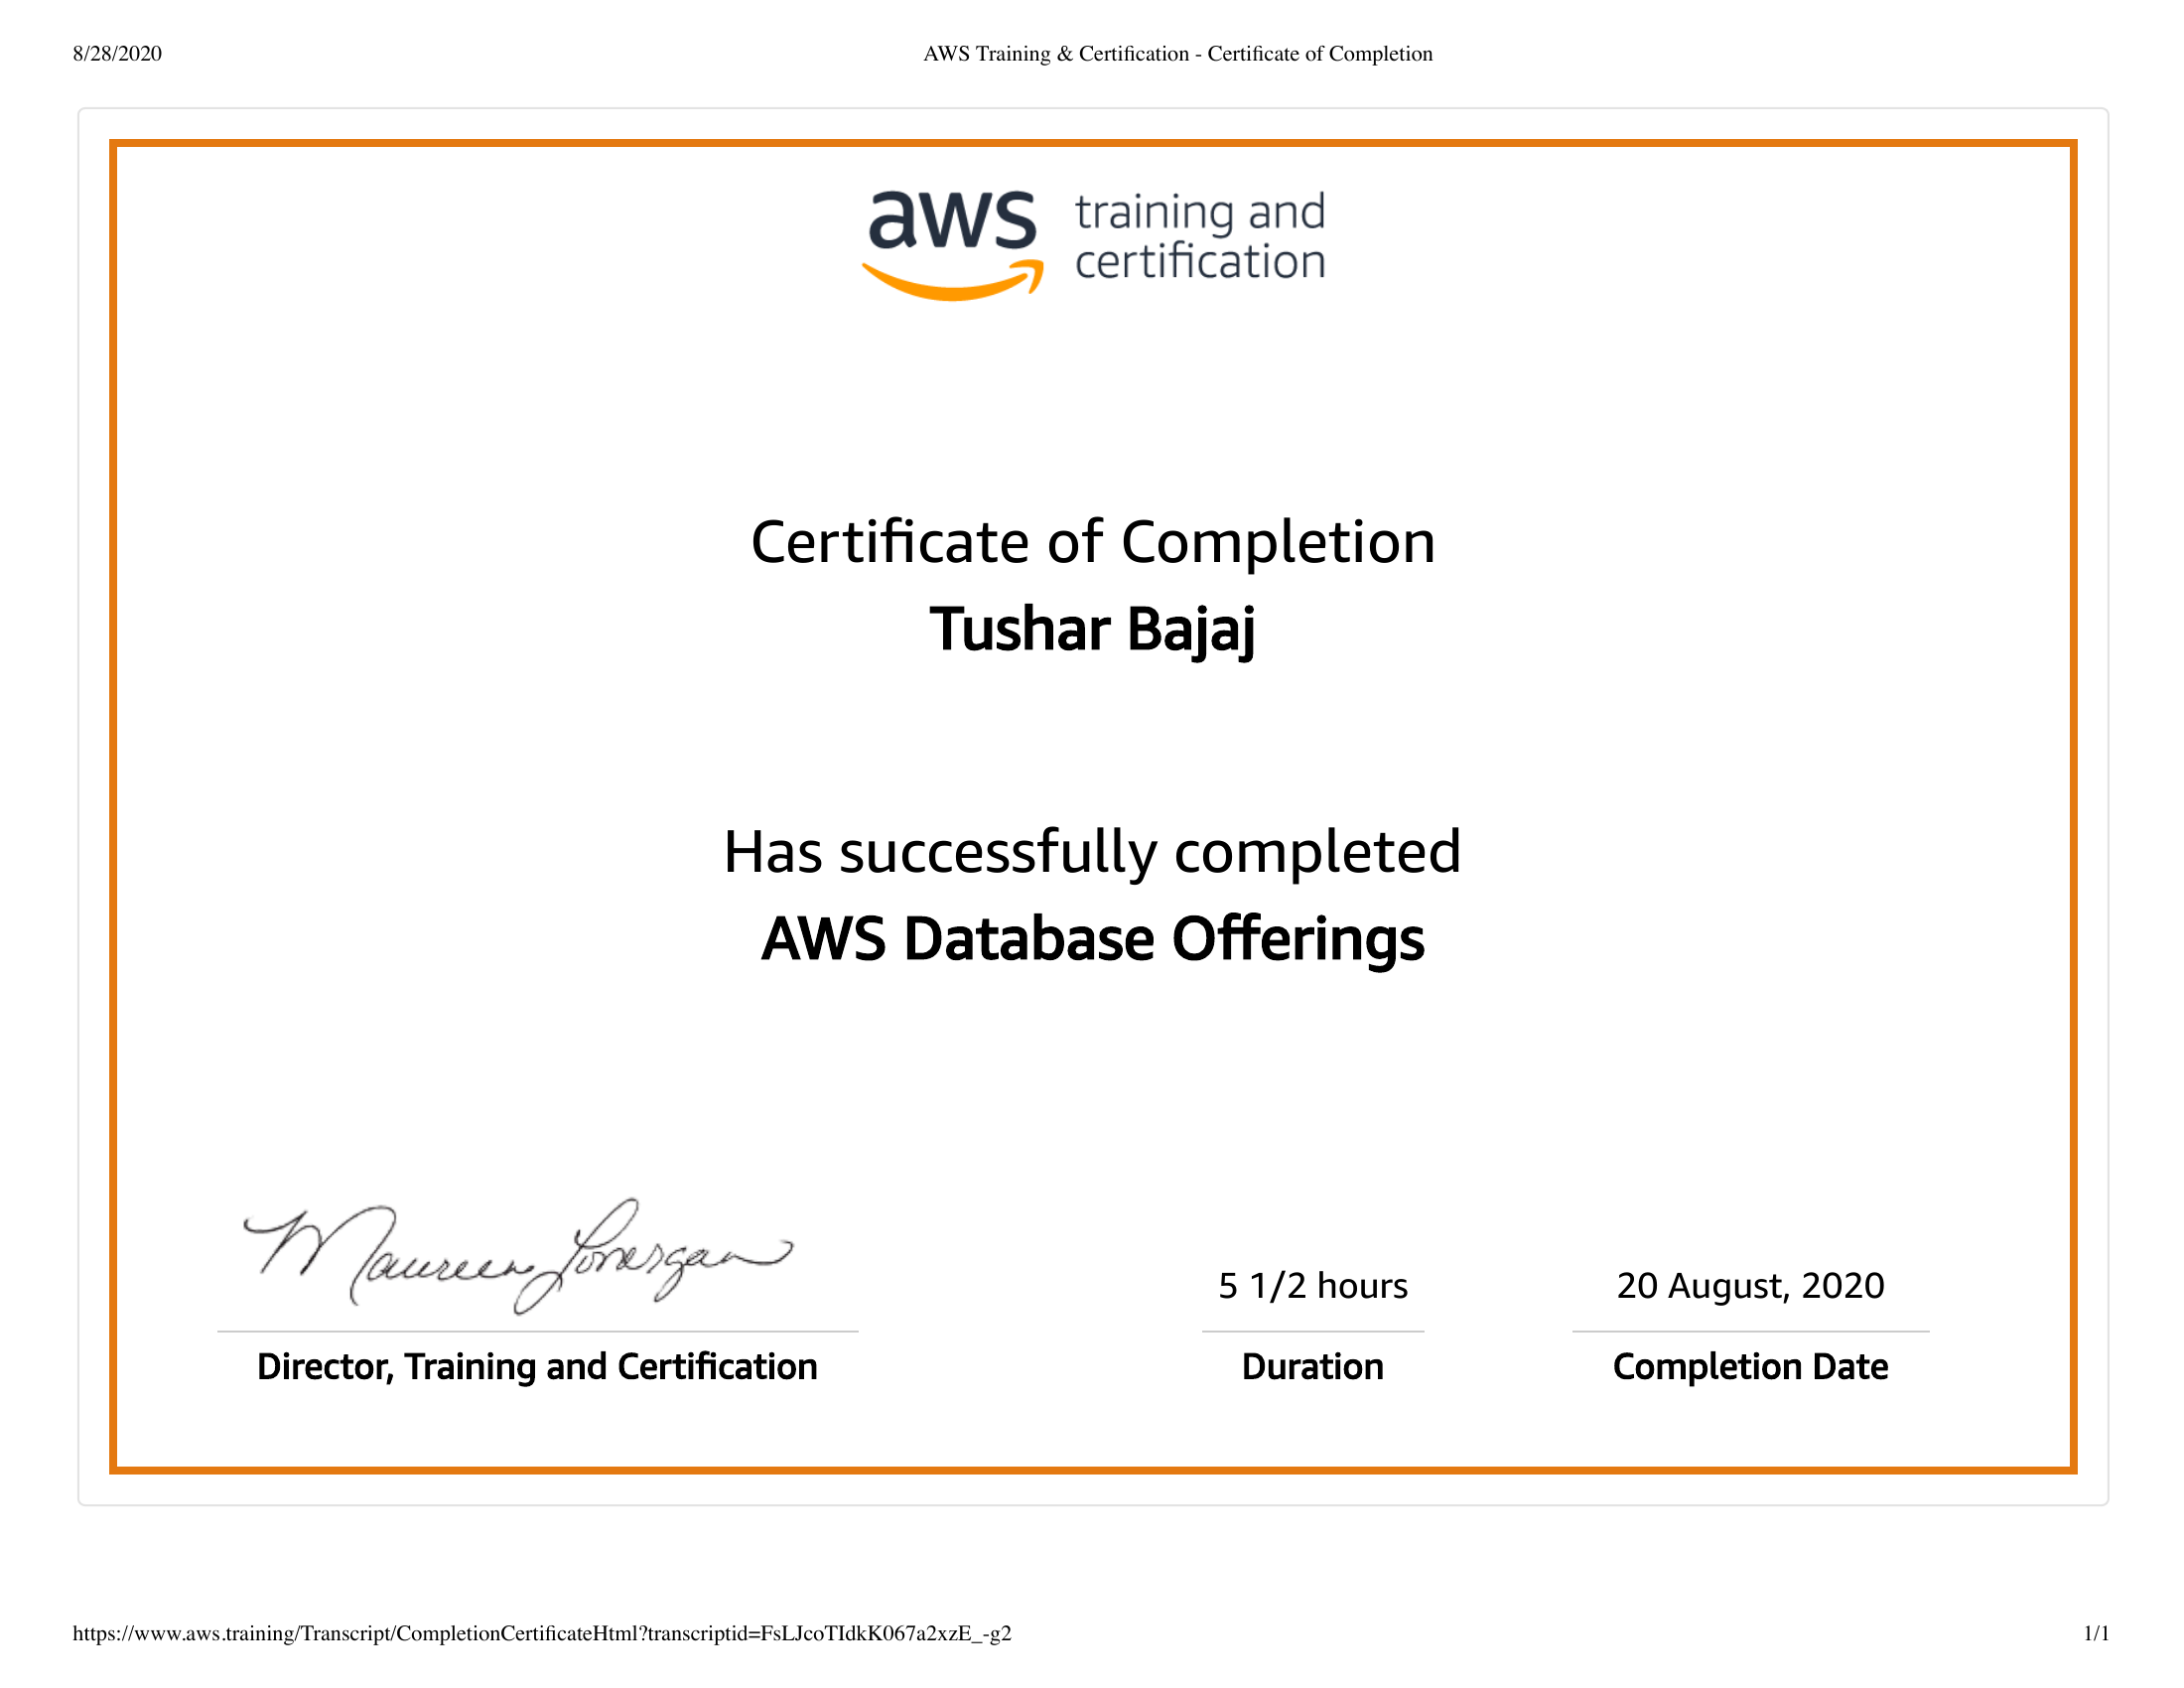 8/28/2020 AWS Training & Certification - Certificate of Completion
aws training and
certification
Certificate of Completion
Tushar Bajaj
Has successfully completed
AWS Database Offerings
Maureen Lonergan
5 1/2 hours 20 August, 2020
Director, Training and Certification Duration Completion Date
https://www.aws.training/Transcript/CompletionCertificateHtml?transcriptid=FsLJcoTIdkK067a2xzE_-g2 1/1